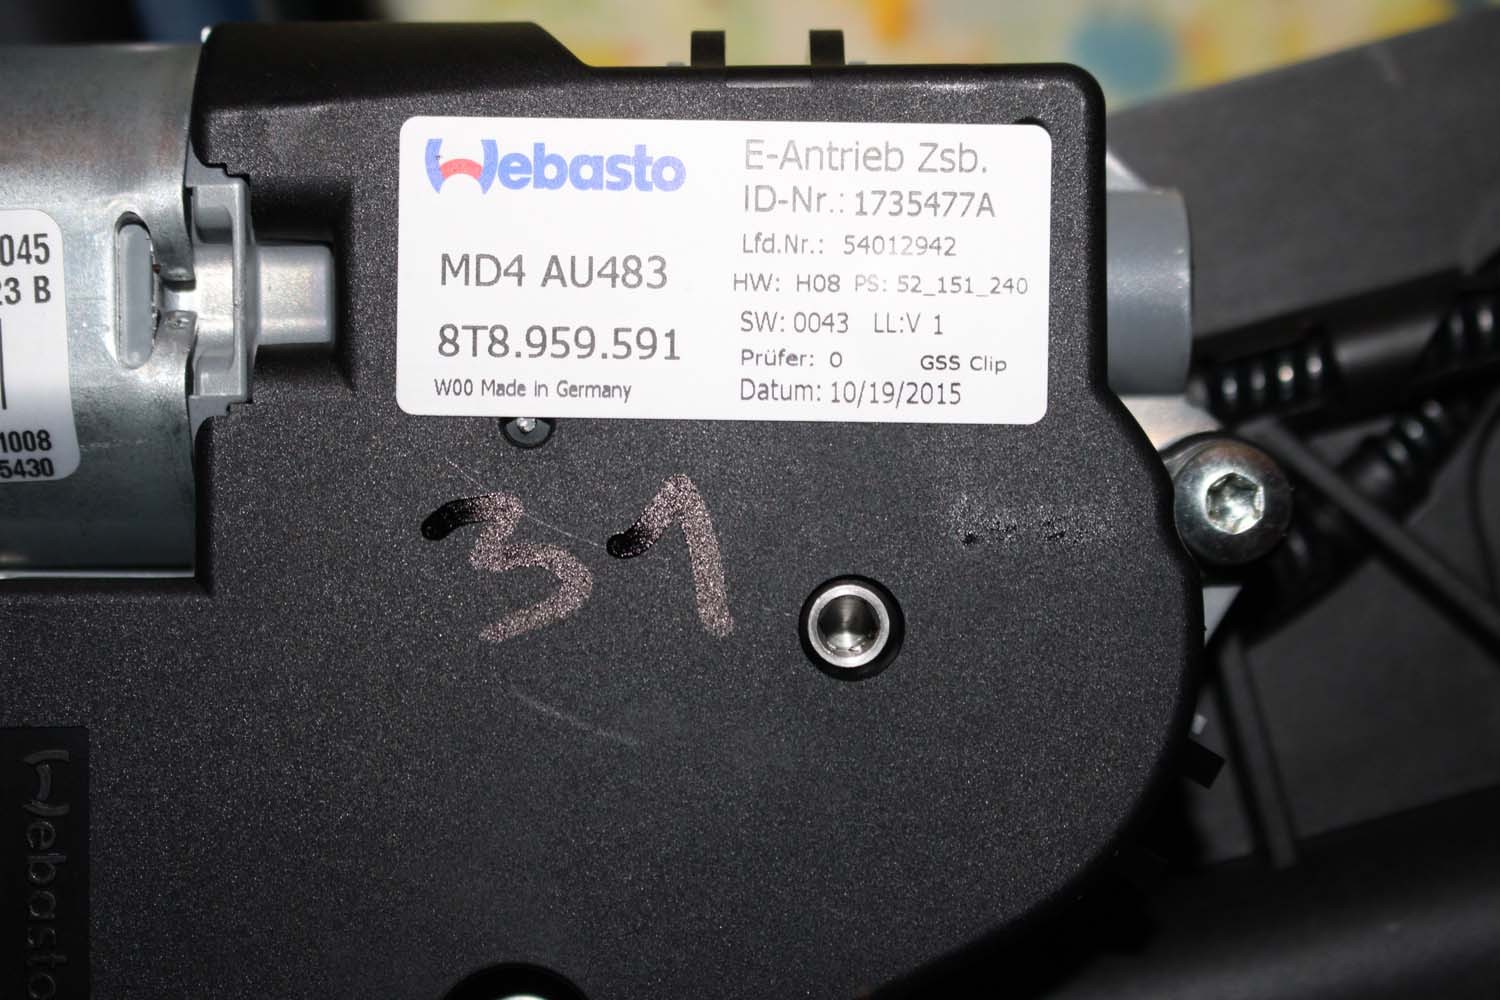 Webasto
MD4 AU483
8T8.959.591
W00 Made in Germany
E-Antrieb Zsb.
ID-Nr.: 1735477A
Lfd.Nr.: 54012942
HW: H08 PS: 52_151_240
SW: 0043 LL:V 1
Prüfer: 0 GSS Clip
Datum: 10/19/2015
045
23 B
1008
5430
31
Webasto